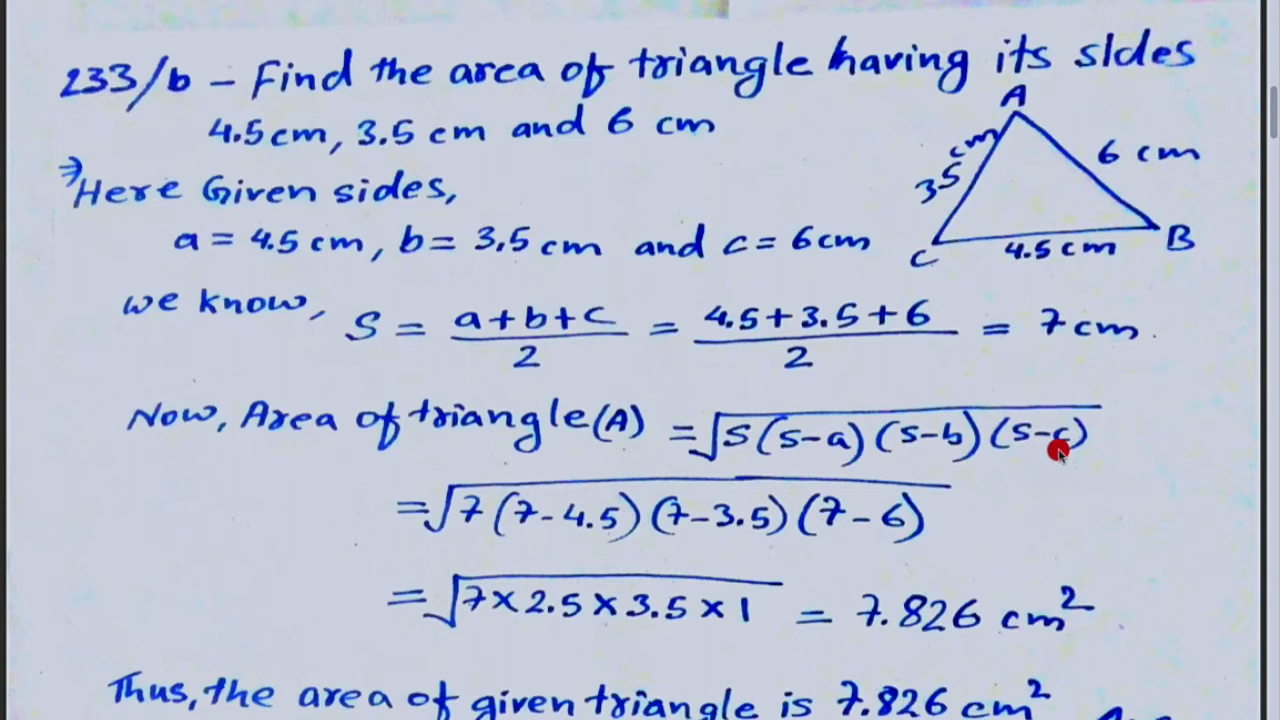 233/b - Find the area of triangle having its sides
4.5 cm, 3.5 cm and 6 cm
A
3.5 cm
6 cm
⇒ Here Given sides,
a = 4.5 cm, b = 3.5 cm and c = 6 cm
C
4.5 cm
B
we know, S = (a+b+c)/2 = (4.5+3.5+6)/2 = 7 cm.
Now, Area of triangle (A) = √S(S-a)(S-b)(S-c)
= √7(7-4.5)(7-3.5)(7-6)
= √7×2.5×3.5×1 = 7.826 cm²
Thus, the area of given triangle is 7.826 cm²